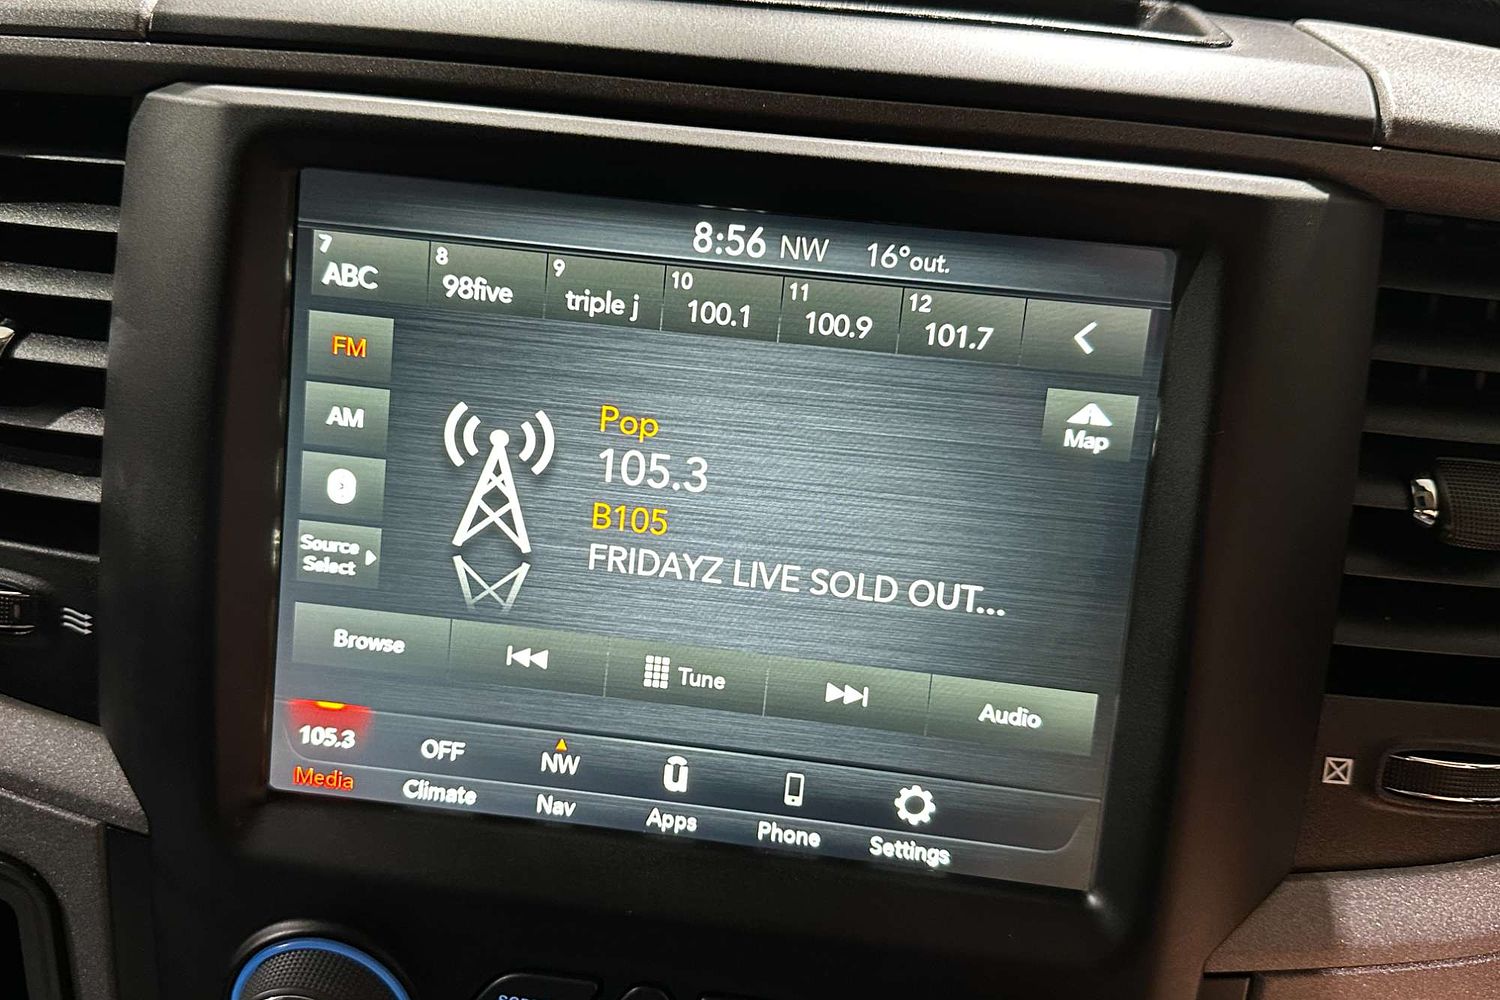 8:56 NW 16°out.
7 8 9 10 11 12
ABC 98five triple j 100.1 100.9 101.7
FM
AM
Source
Select
Map
Pop
105.3
B105
FRIDAYZ LIVE SOLD OUT...
Browse Tune Audio
105.3 OFF NW
Media Climate Nav Apps Phone Settings